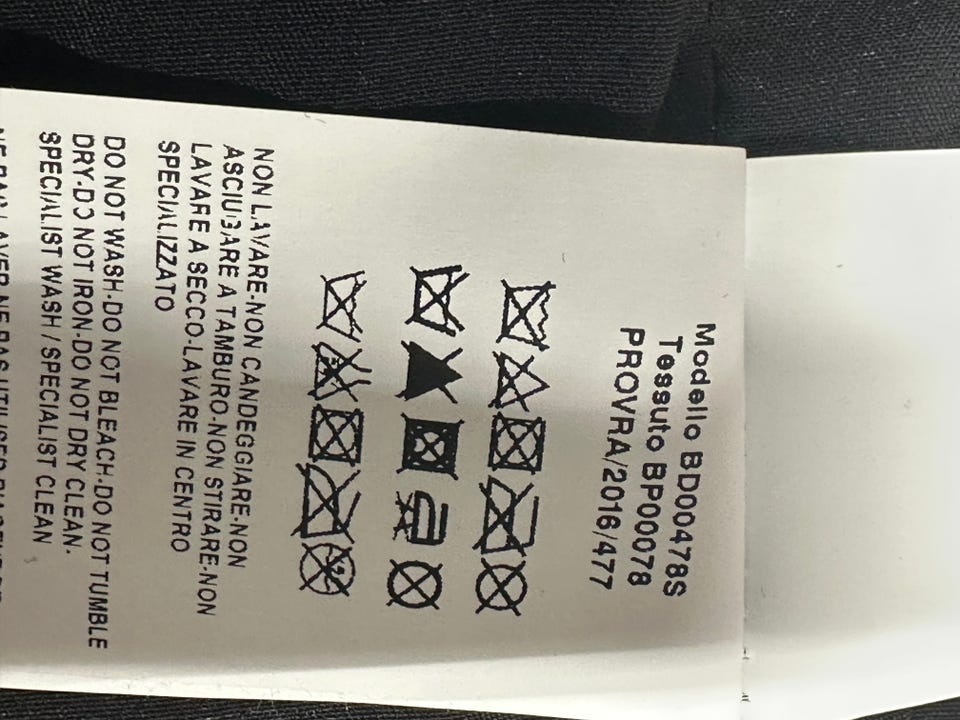 Modello BD00478S
Tessuto BP00078
PROVRA/2016/477
NON LAVARE-NON CANDEGGIARE-NON
ASCIUGARE A TAMBURO-NON STIRARE-NON
LAVARE A SECCO-LAVARE IN CENTRO
SPECIALIZZATO
DO NOT WASH-DO NOT BLEACH-DO NOT TUMBLE
DRY-DO NOT IRON-DO NOT DRY CLEAN-
SPECIALIST WASH / SPECIALIST CLEAN